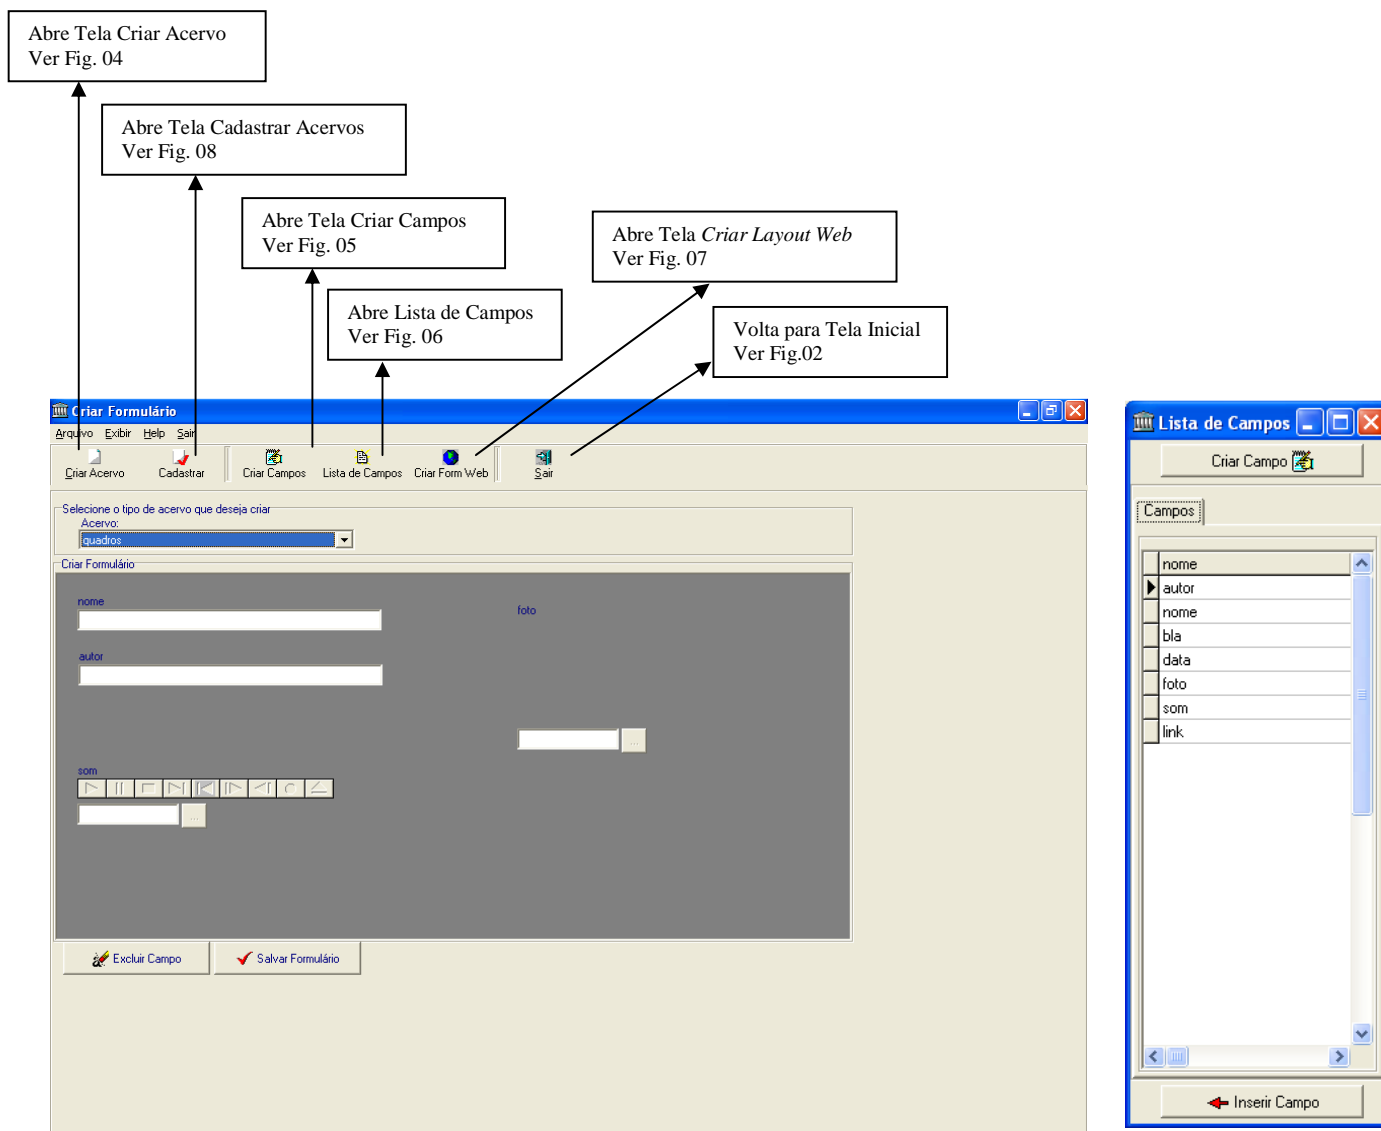 Abre Tela Criar Acervo
Ver Fig. 04
Abre Tela Cadastrar Acervos
Ver Fig. 08
Abre Tela Criar Campos
Ver Fig. 05
Abre Tela Criar Layout Web
Ver Fig. 07
Abre Lista de Campos
Ver Fig. 06
Volta para Tela Inicial
Ver Fig.02
Criar Formulário
Arquivo Exibir Help Sair
Criar Acervo Cadastrar Criar Campos Lista de Campos Criar Form Web Sair
Selecione o tipo de acervo que deseja criar
Acervo:
quadros
Criar Formulário
nome
foto
autor
...
som
...
Excluir Campo Salvar Formulário
Lista de Campos
Criar Campo
Campos
nome
autor
nome
bla
data
foto
som
link
Inserir Campo